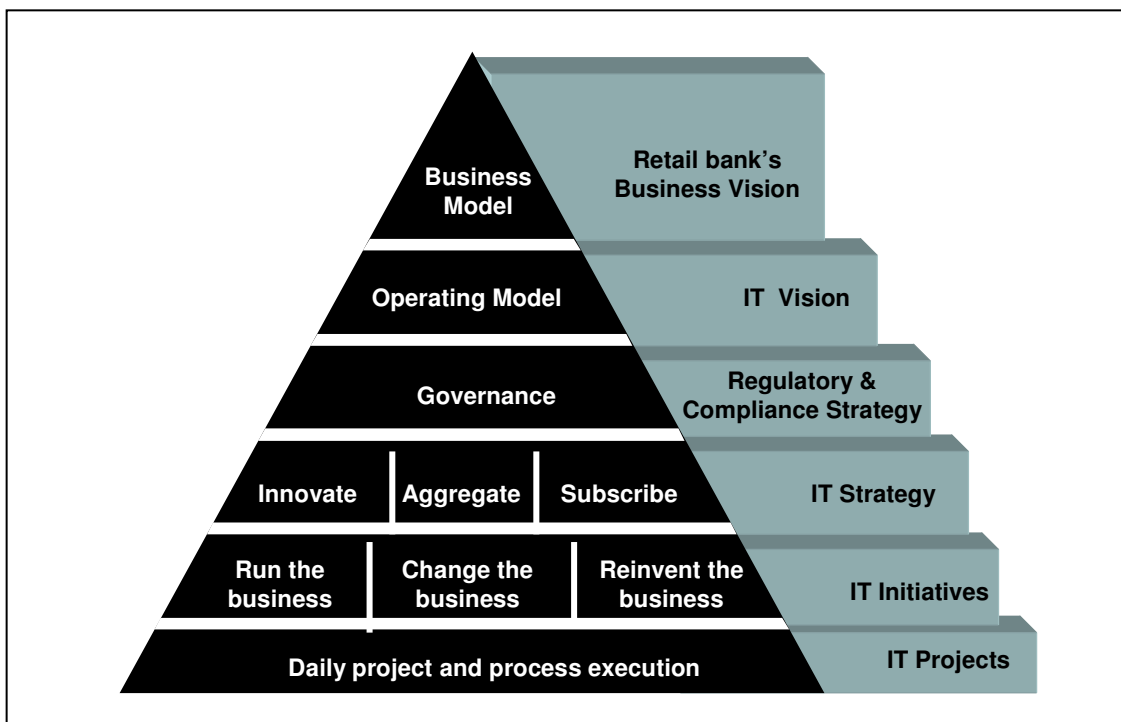 Business
Model
Retail bank's
Business Vision
Operating Model
IT Vision
Governance
Regulatory &
Compliance Strategy
Innovate
Aggregate
Subscribe
IT Strategy
Run the
business
Change the
business
Reinvent the
business
IT Initiatives
Daily project and process execution
IT Projects